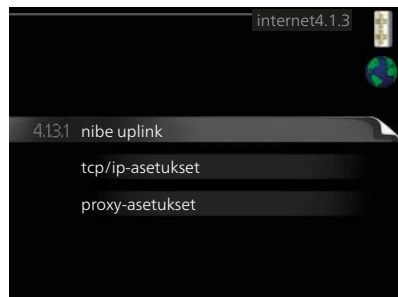 internet4.1.3
4.1.3.1 nibe uplink
tcp/ip-asetukset
proxy-asetukset